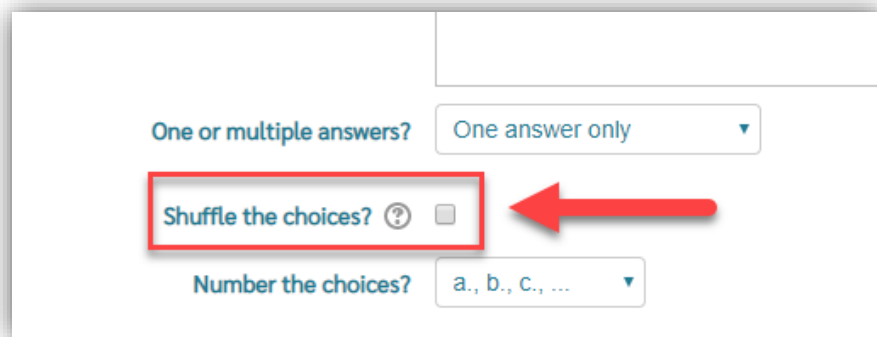 One or multiple answers? One answer only
Shuffle the choices?
Number the choices? a., b., c., ...